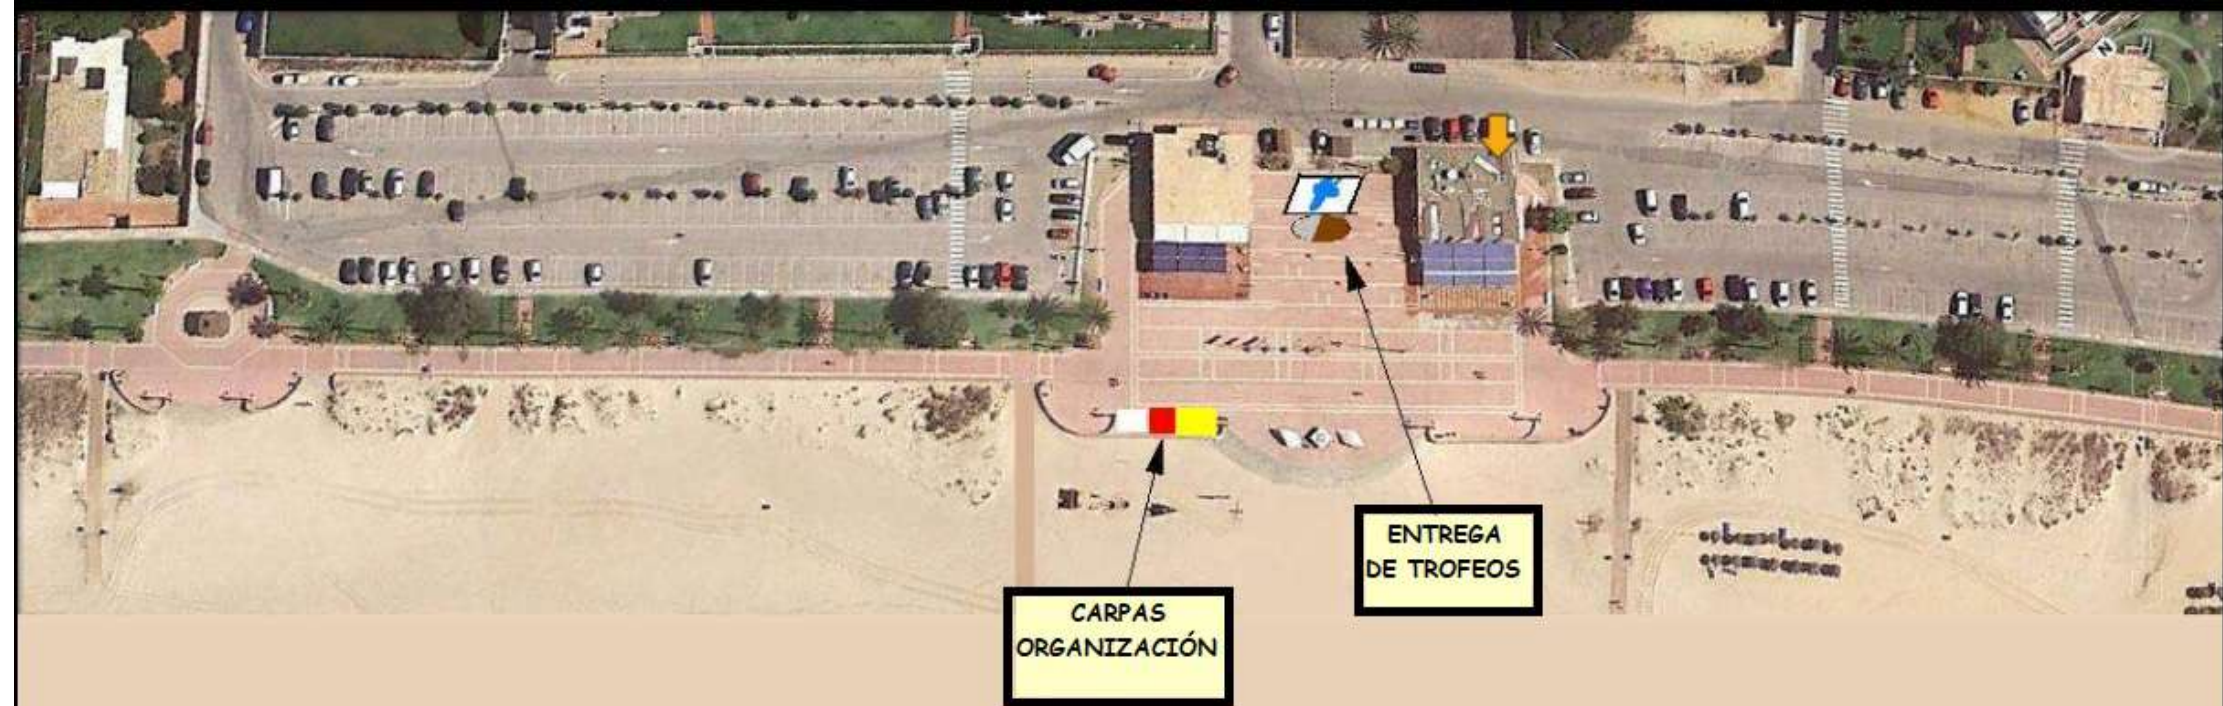 N
ENTREGA
DE TROFEOS
CARPAS
ORGANIZACIÓN